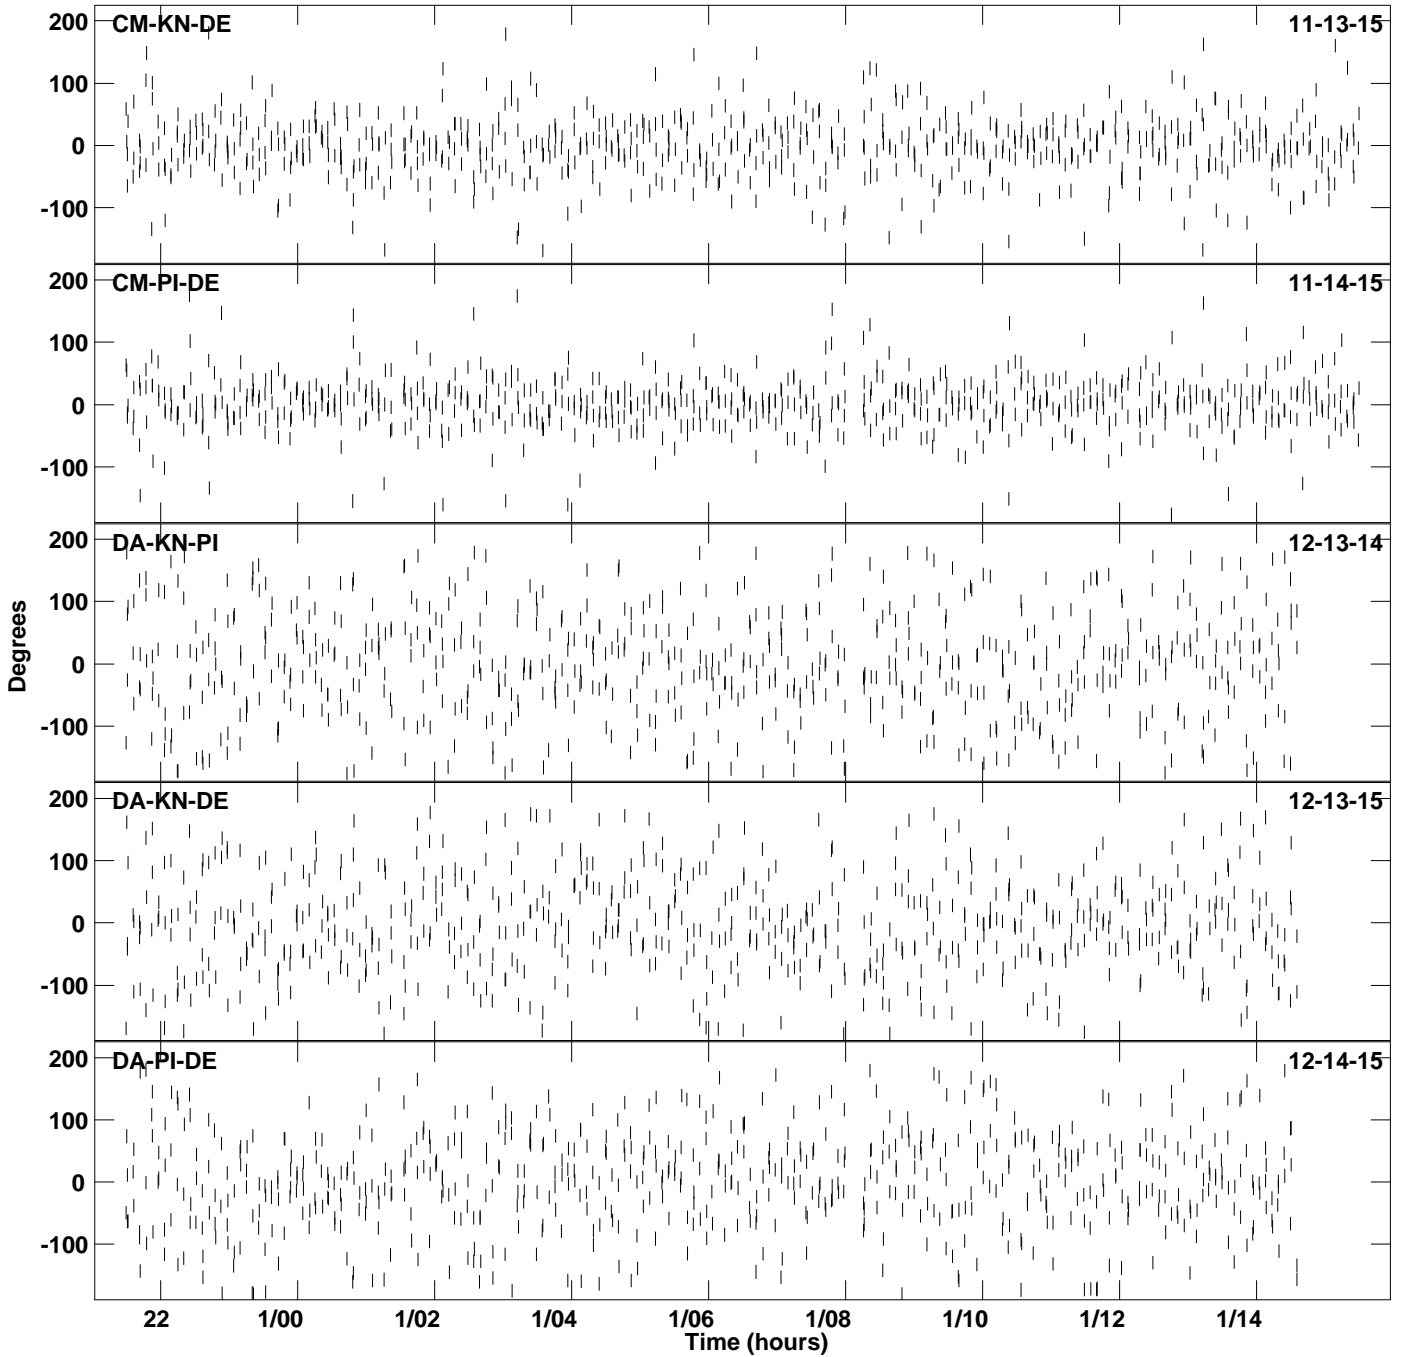 CM-KN-DE 11-13-15
200
100
0
-100
CM-PI-DE 11-14-15
200
100
0
-100
DA-KN-PI 12-13-14
200
100
0
-100
Degrees
DA-KN-DE 12-13-15
200
100
0
-100
DA-PI-DE 12-14-15
200
100
0
-100
22 1/00 1/02 1/04 1/06 1/08 1/10 1/12 1/14
Time (hours)